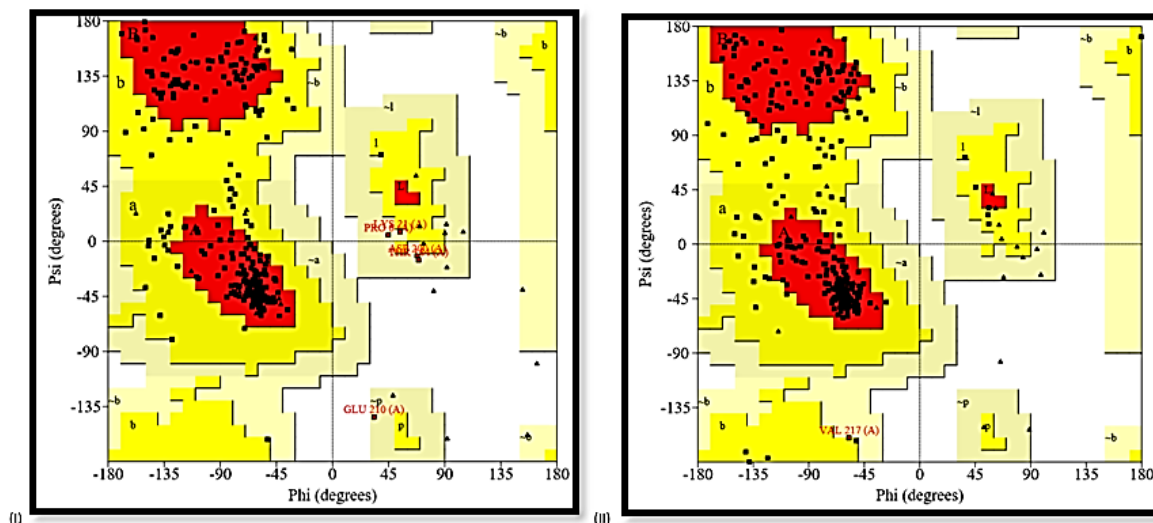 180
135
90
45
0
-45
-90
-135
Psi (degrees)
B
b
~b
~l
l
L
a
LYS 21 (A)
~a
GLU 210 (A)
~p
p
~b
b
~b
b
b
-180
-135
-90
-45
0
45
90
135
180
Phi (degrees)
(I)
180
135
90
45
0
-45
-90
-135
Psi (degrees)
B
b
~b
~l
l
a
~a
VAL 217 (A)
~p
p
~b
b
~b
b
b
-180
-135
-90
-45
0
45
90
135
180
Phi (degrees)
(II)